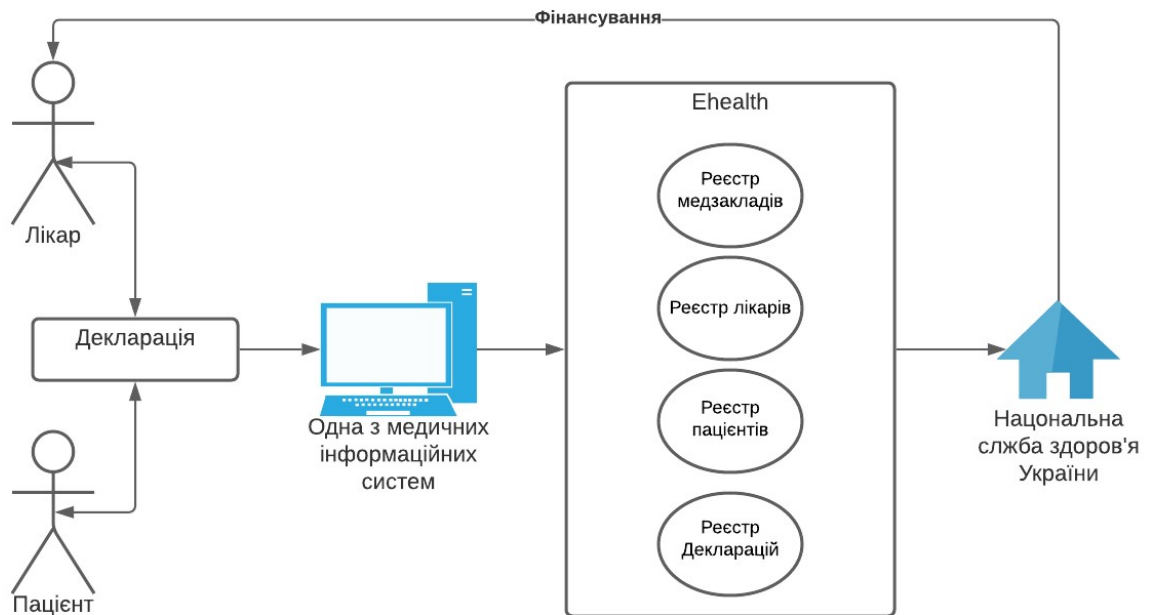 Фінансування
Ehealth
Реєстр
медзакладів
Лікар
Реєстр лікарів
Декларація
Реєстр
пацієнтів
Одна з медичних
інформаційних
систем
Нацональна
слжба здоров'я
України
Реєстр
Декларацій
Пацієнт